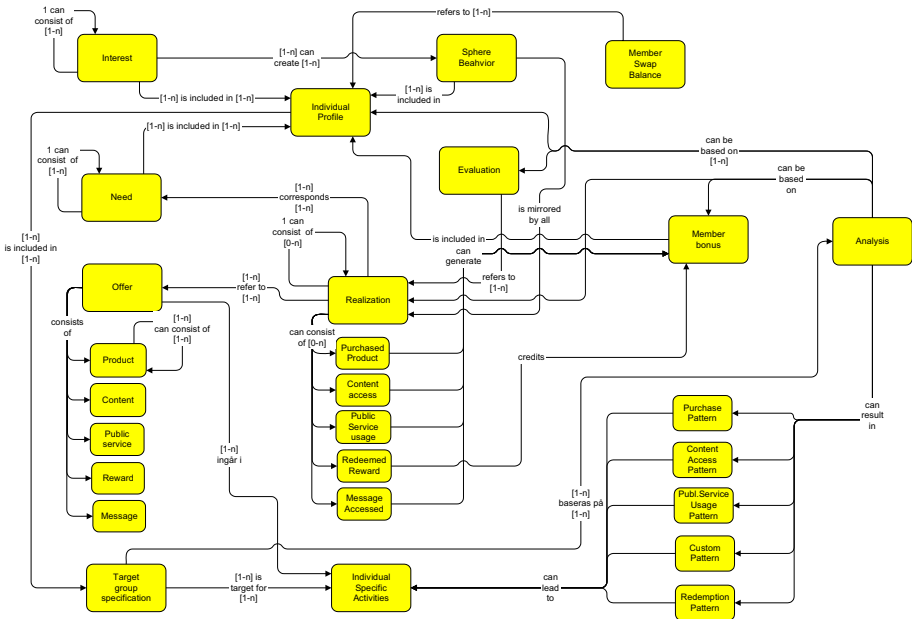 1 can
consist of
[1-n]
refers to [1-n]
Interest
[1-n] can
create [1-n]
Sphere
Beahvior
Member
Swap
Balance
[1-n] is included in [1-n]
[1-n] is
included in
Individual
Profile
[1-n] is included in [1-n]
1 can
consist of
[1-n]
Need
Evaluation
can be
based on
[1-n]
can be
based
on
[1-n]
corresponds
[1-n]
is mirrored
by all
1 can
consist of
[0-n]
Member
bonus
Analysis
[1-n]
is included in
[1-n]
is included in
can
generate
refers to
[1-n]
Offer
[1-n]
refer to
[1-n]
Realization
consists
of
[1-n]
can consist of
[1-n]
can consist
of [0-n]
Product
Content
Public
service
Reward
Message
Purchased
Product
Content
access
Public
Service
usage
Redeemed
Reward
Message
Accessed
credits
[1-n]
ingår i
[1-n]
baseras på
[1-n]
Purchase
Pattern
Content
Access
Pattern
Publ.Service
Usage
Pattern
Custom
Pattern
Redemption
Pattern
can
result
in
Target
group
specification
[1-n] is
target for
[1-n]
Individual
Specific
Activities
can
lead
to